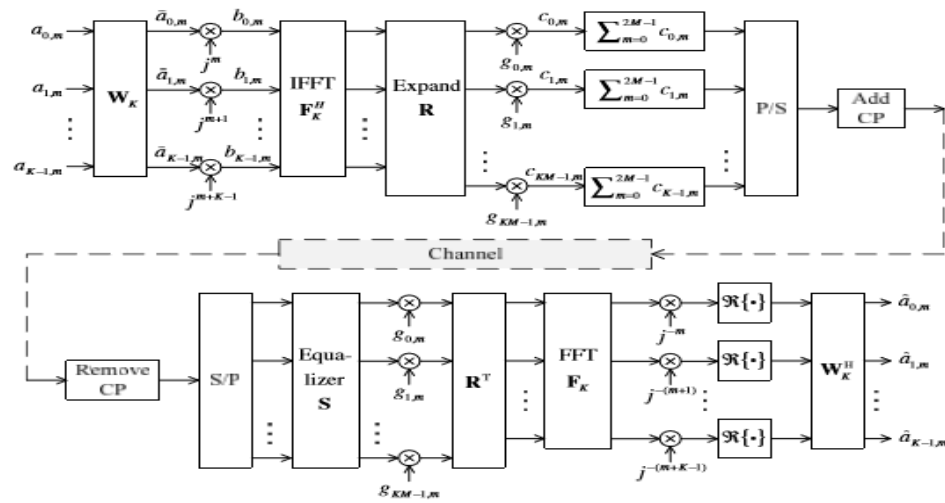 a_{0,m} ā_{0,m} b_{0,m} c_{0,m} ∑_{m=0}^{2M−1} c_{0,m}
j^{m} g_{0,m}
a_{1,m} ā_{1,m} b_{1,m} c_{1,m} ∑_{m=0}^{2M−1} c_{1,m}
W_K IFFT Expand P/S Add
F_K^H R CP
j^{m+1} g_{1,m}
a_{K−1,m} ā_{K−1,m} b_{K−1,m} c_{KM−1,m} ∑_{m=0}^{2M−1} c_{K−1,m}
j^{m+K−1} g_{KM−1,m}
Channel
g_{0,m} j^{−m} ℜ{•} â_{0,m}
Remove
CP
S/P
Equa-
lizer
S
g_{1,m}
R^T
FFT
F_K
j^{−(m+1)} ℜ{•} W_K^H â_{1,m}
g_{KM−1,m} j^{−(m+K−1)} ℜ{•} â_{K−1,m}